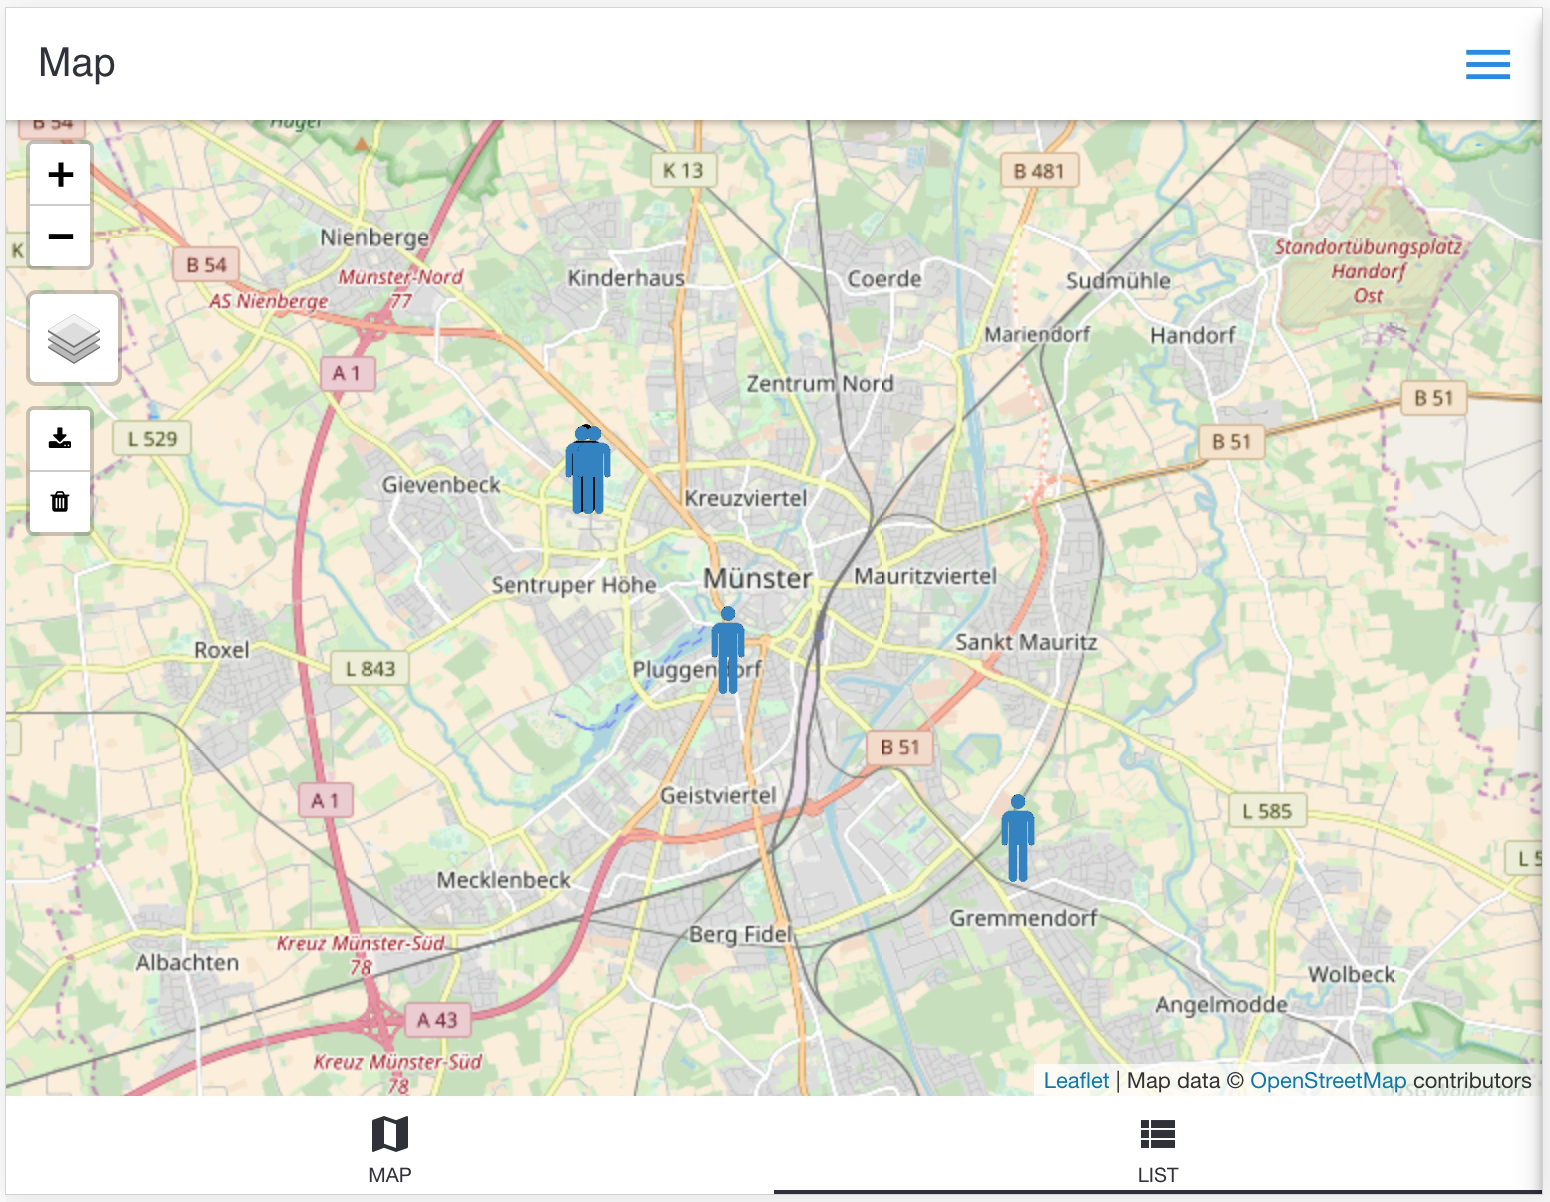 Map
B 54
Hügel
+
K 13
B 481
−
K
Nienberge
B 54
Münster-Nord
77
AS Nienberge
Kinderhaus
Coerde
Sudmühle
Standortübungsplatz
Handorf
Ost
Mariendorf
Handorf
A 1
Zentrum Nord
B 51
L 529
B 51
Gievenbeck
Kreuzviertel
Sentruper Höhe
Münster
Mauritzviertel
Roxel
L 843
Pluggendorf
Sankt Mauritz
B 51
A 1
Geistviertel
L 585
L 5
Mecklenbeck
Gremmendorf
Berg Fidel
Kreuz Münster-Süd
78
Albachten
Wolbeck
Angelmodde
A 43
Kreuz Münster-Süd
78
Leaflet | Map data © OpenStreetMap contributors
MAP
LIST